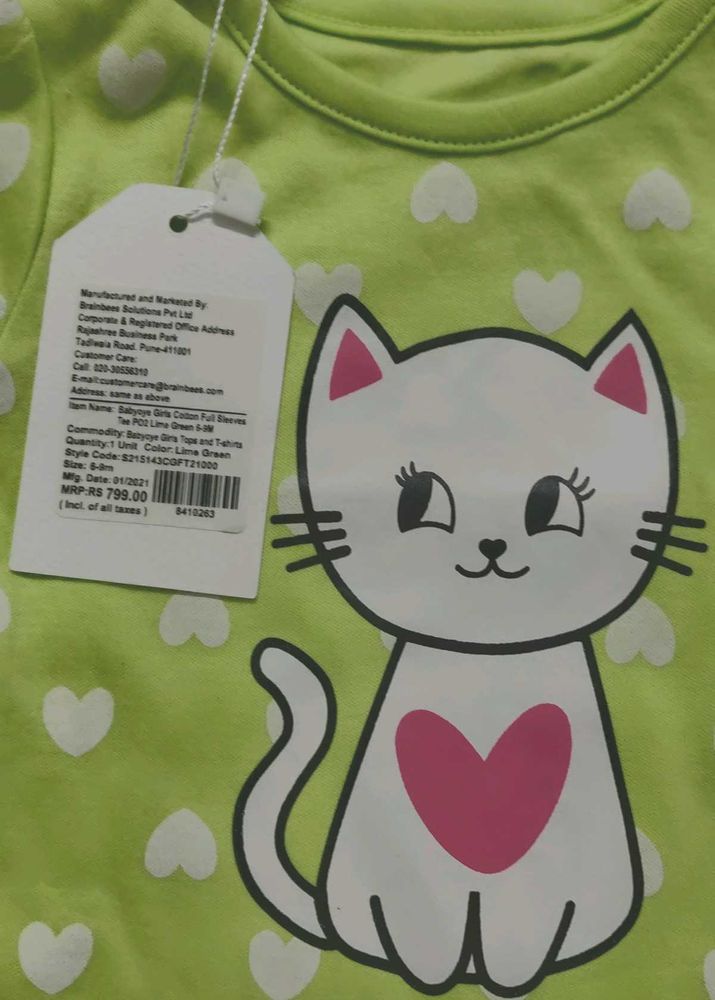 Manufactured and Marketed By:
Brainbees Solutions Pvt Ltd
Corporate & Registered Office Address
Rajashree Business Park
Tadiwala Road. Pune-411001
Customer Care:
Call: 020-30556310
E-mail:customercare@brainbees.com
Address: same as above
Item Name: Babyoye Girls Cotton Full Sleeves
Tee PO2 Lime Green 6-9M
Commodity: Babyoye Girls Tops and T-shirts
Quantity:1 Unit Color: Lime Green
Style Code:S215143CGFT21000
Size: 6-9m
Mfg. Date: 01/2021
MRP:RS 799.00
( Incl. of all taxes )
8410263